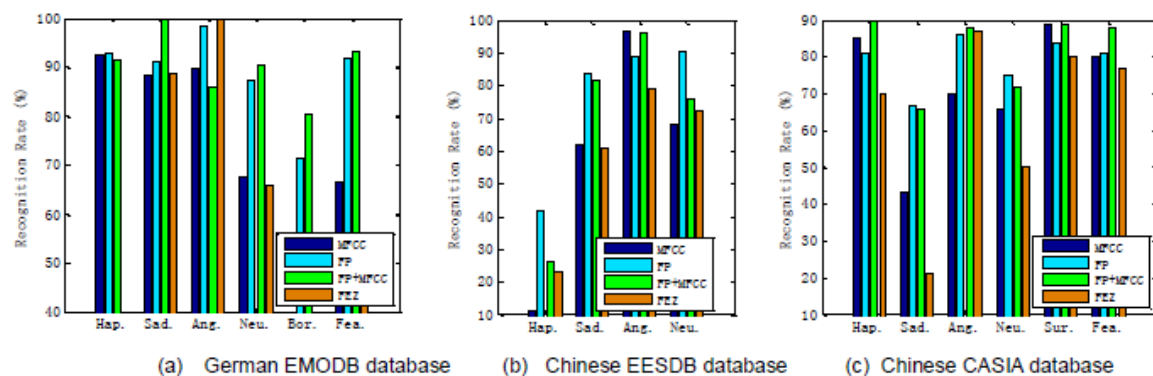 Recognition Rate (%)
100
90
80
70
60
50
40
Hap. Sad. Ang. Neu. Bor. Fea.
MFCC
FP
FP+MFCC
FEZ
(a) German EMODB database
Recognition Rate (%)
100
90
80
70
60
50
40
30
20
10
Hap. Sad. Ang. Neu.
MFCC
FP
FP+MFCC
FEZ
(b) Chinese EESDB database
Recognition Rate (%)
90
80
70
60
50
40
30
20
10
Hap. Sad. Ang. Neu. Sur. Fea.
MFCC
FP
FP+MFCC
FEZ
(c) Chinese CASIA database